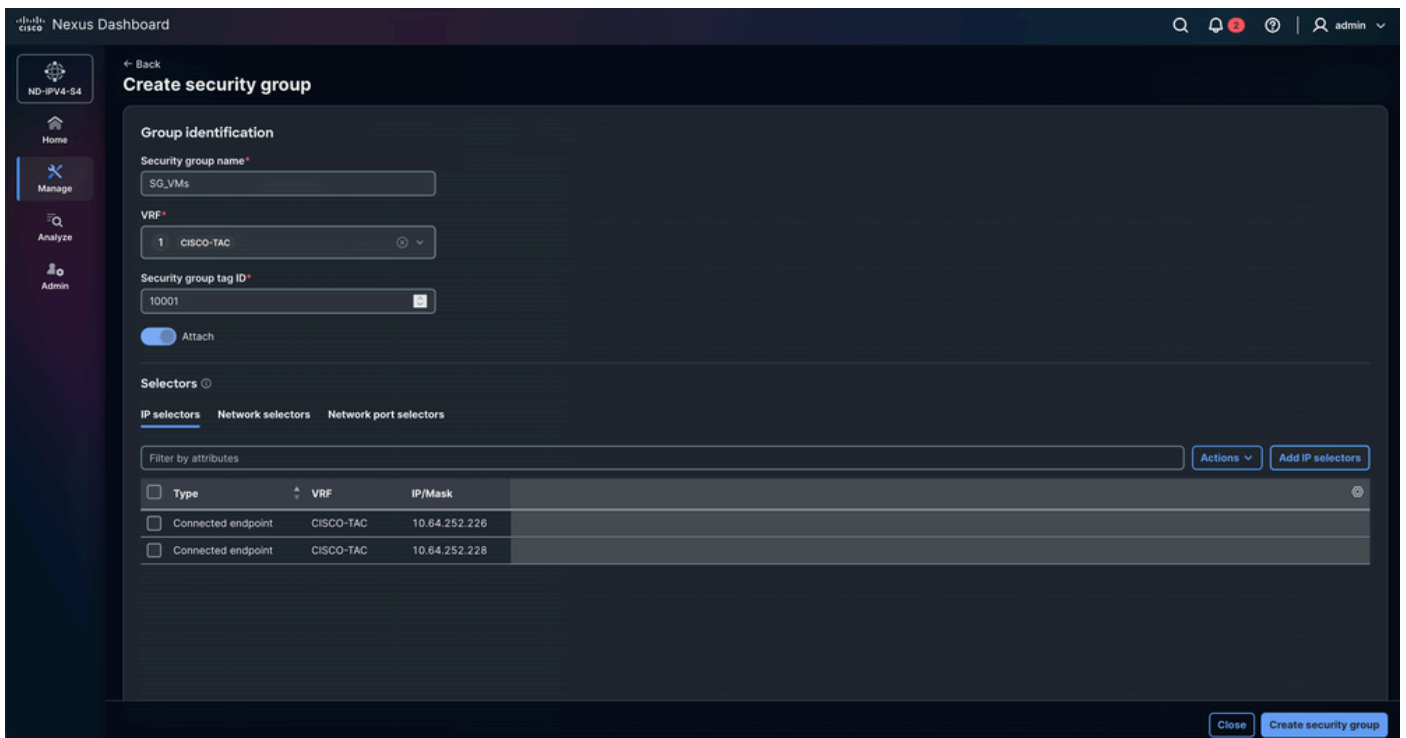 cisco Nexus Dashboard 2 admin
ND-IPV4-S4
Home
Manage
Analyze
Admin
← Back
Create security group
Group identification
Security group name*
SG_VMs
VRF*
1 CISCO-TAC
Security group tag ID*
10001
Attach
Selectors
IP selectors Network selectors Network port selectors
Filter by attributes Actions Add IP selectors
Type VRF IP/Mask
Connected endpoint CISCO-TAC 10.64.252.226
Connected endpoint CISCO-TAC 10.64.252.228
Close Create security group